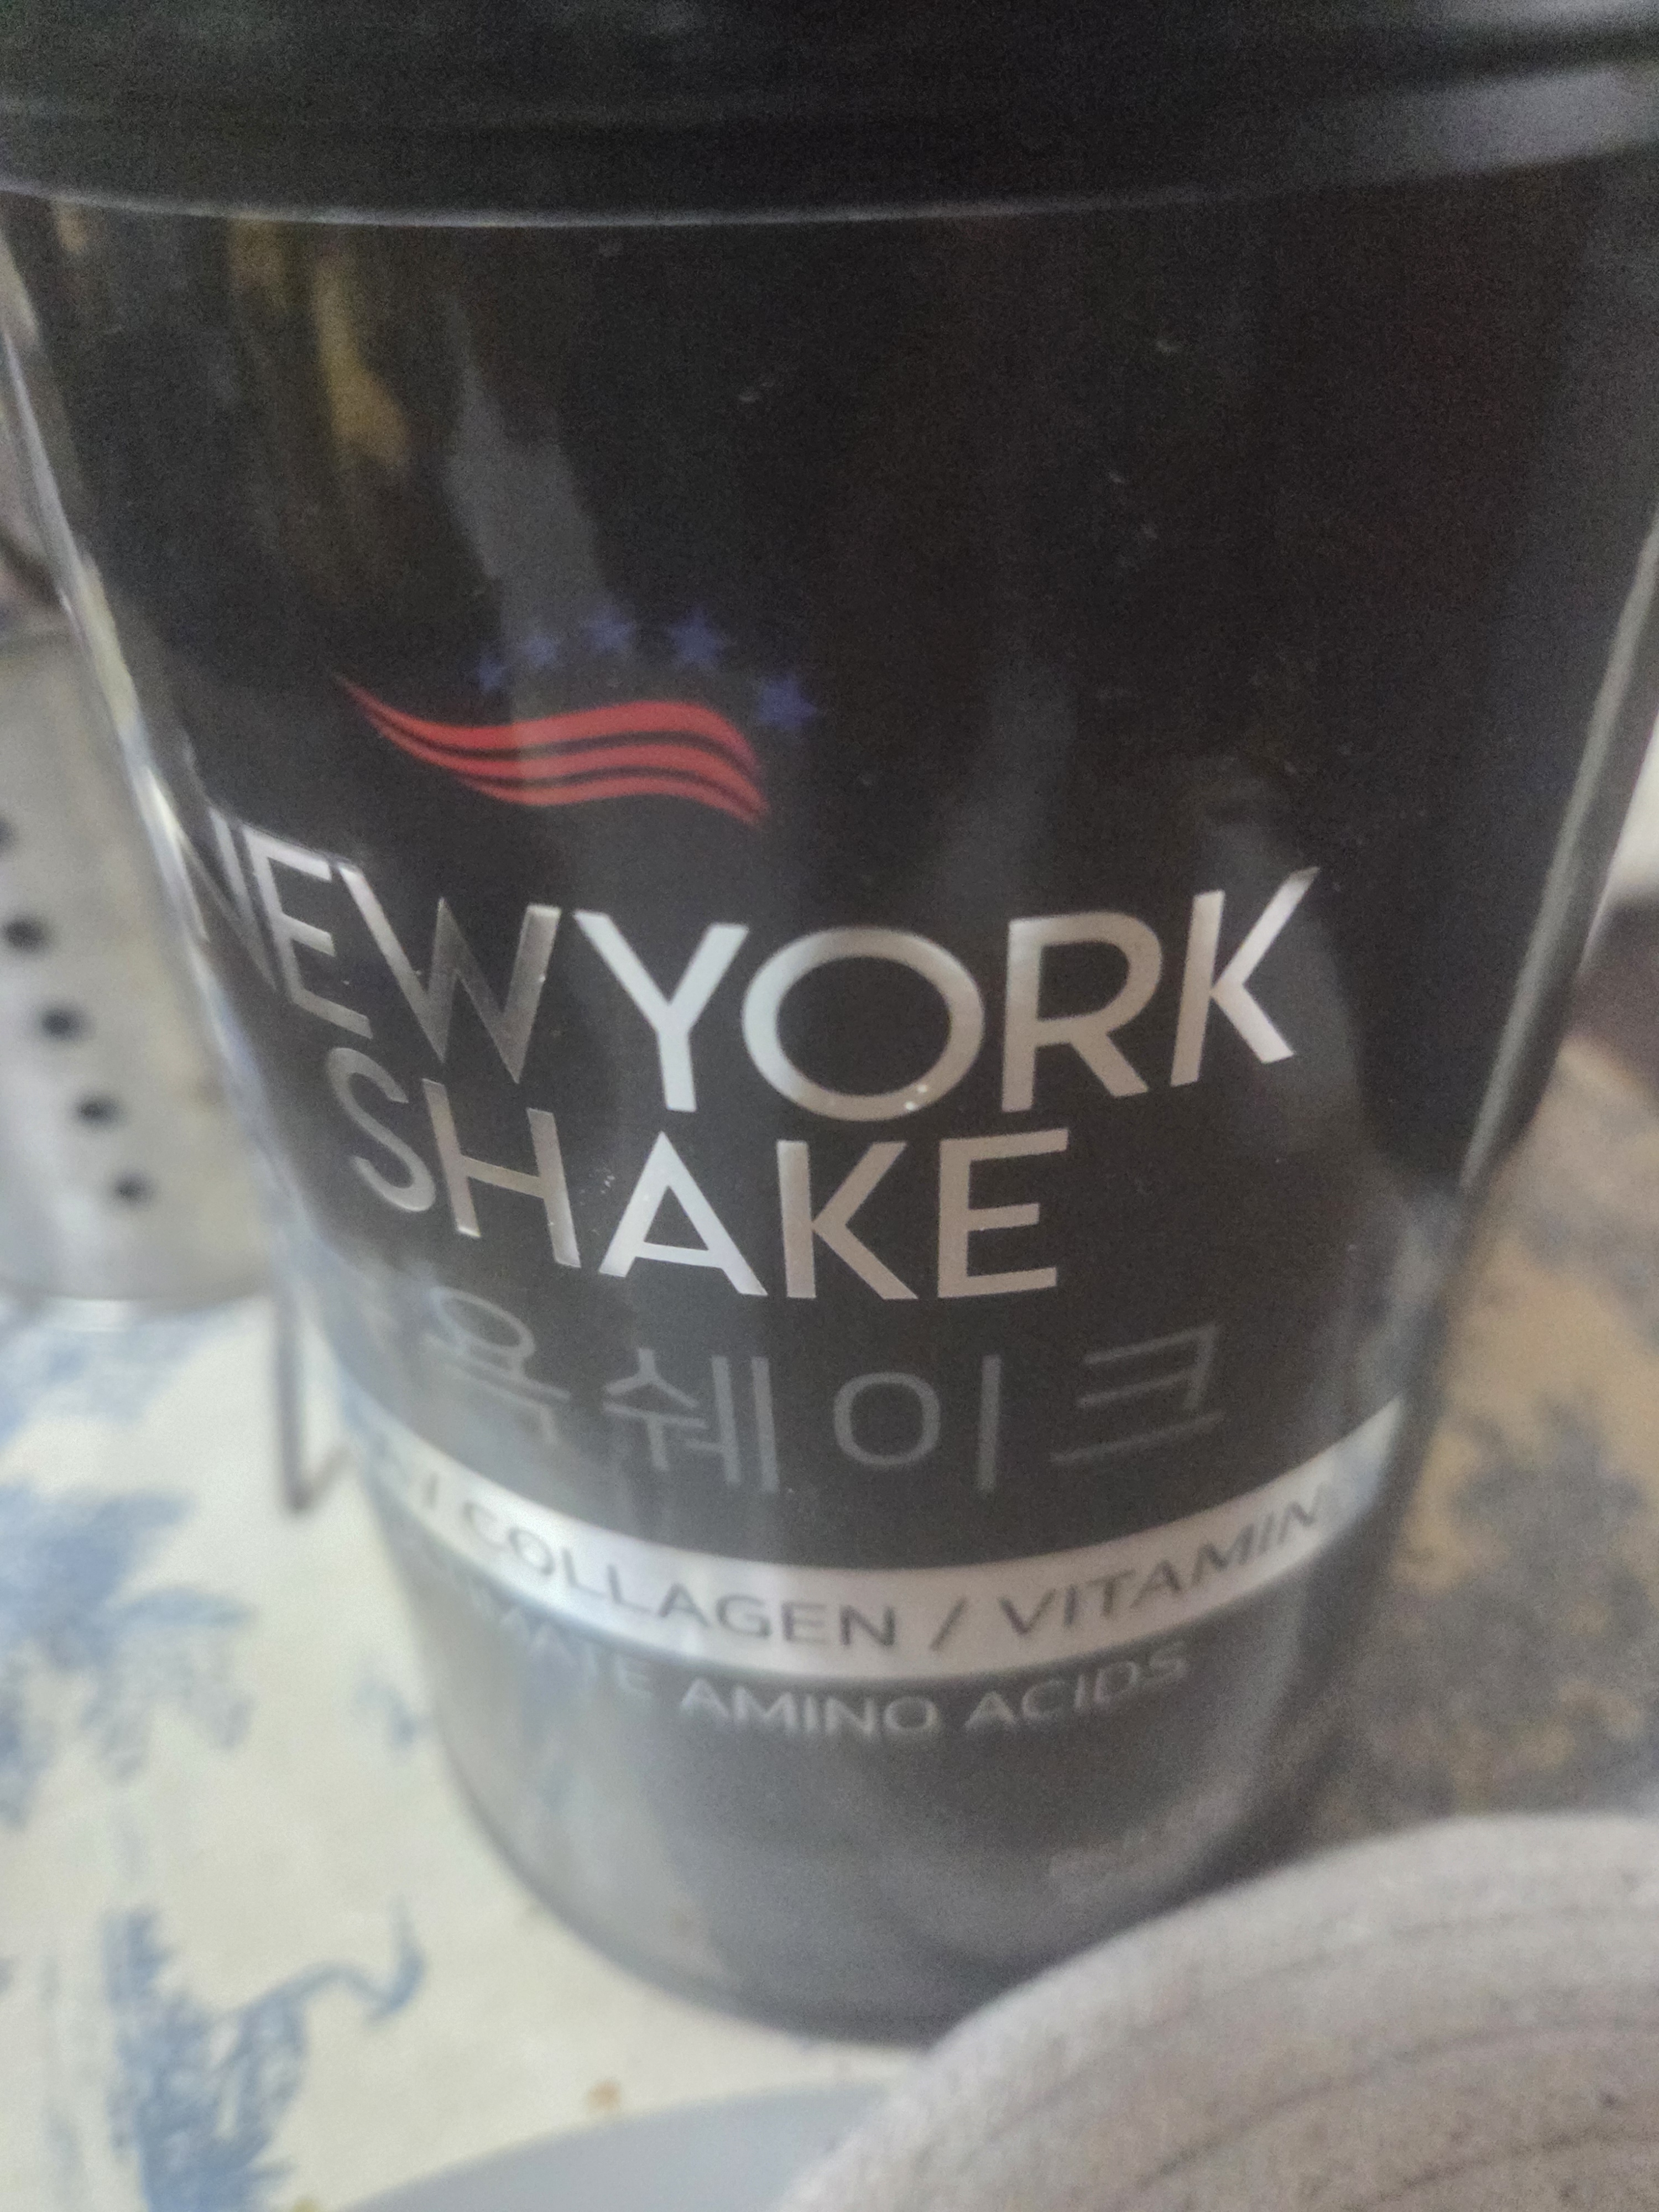 NEWYORK
SHAKE
욕쉐이크
COLLAGEN / VITAMIN
AMINO ACIDS